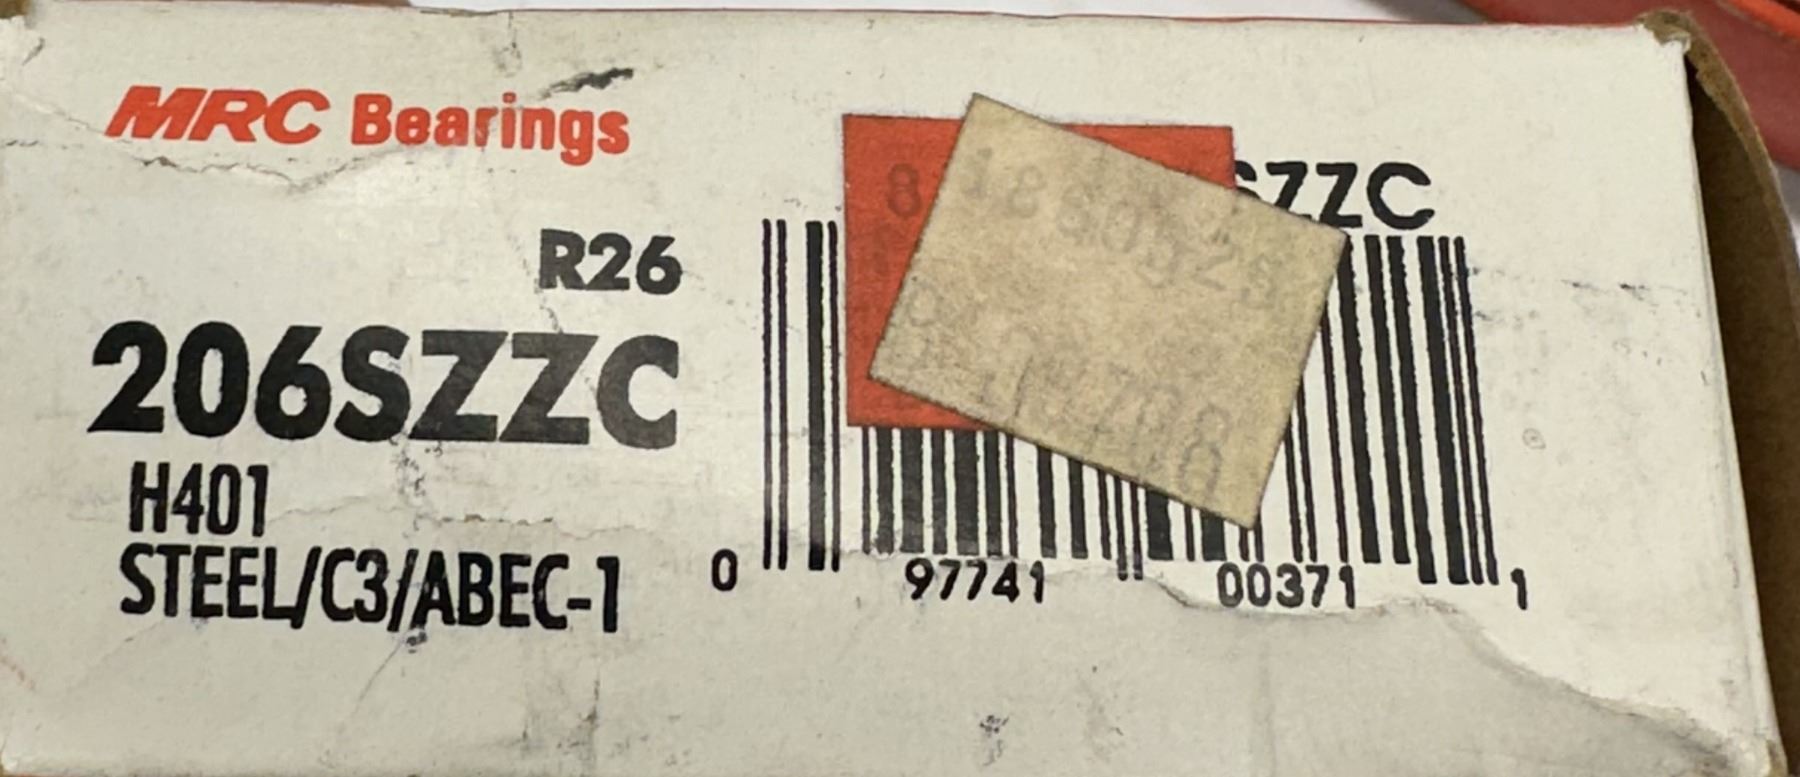 MRC Bearings
R26
206SZZC
H401
STEEL/C3/ABEC-1
SZZC
0 97741 00371 1